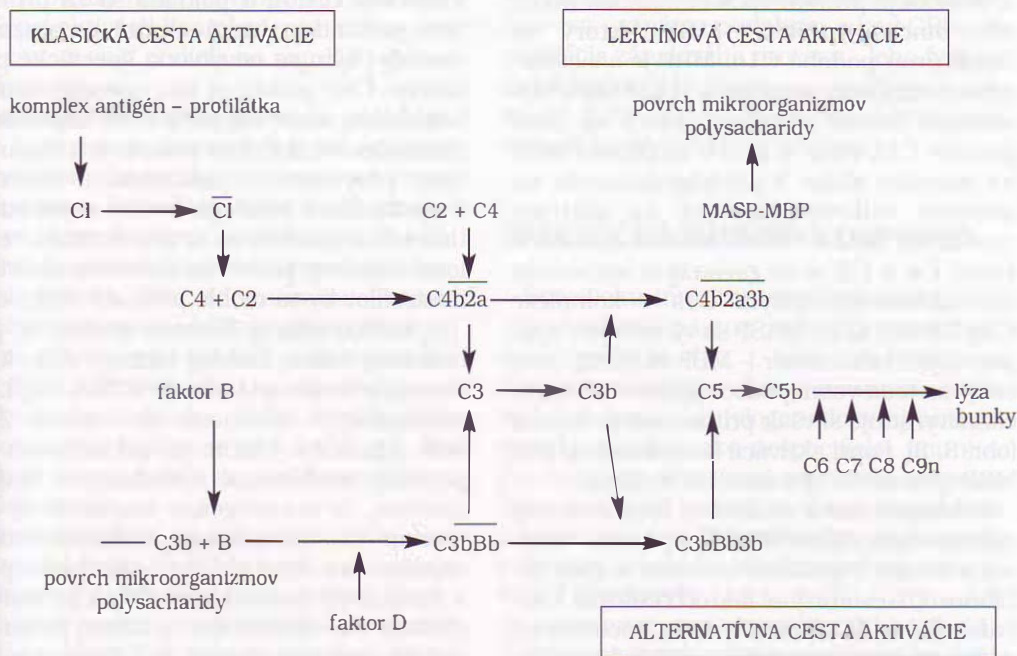 KLASICKÁ CESTA AKTIVÁCIE
LEKTÍNOVÁ CESTA AKTIVÁCIE
komplex antigén – protilátka
povrch mikroorganizmov
polysacharidy
CI
CI
C2 + C4
MASP-MBP
C4 + C2
C4b2a
C4b2a3b
faktor B
C3
C3b
C5
C5b
lýza
bunky
C6 C7 C8 C9n
C3b + B
C3bBb
C3bBb3b
povrch mikroorganizmov
polysacharidy
faktor D
ALTERNATÍVNA CESTA AKTIVÁCIE